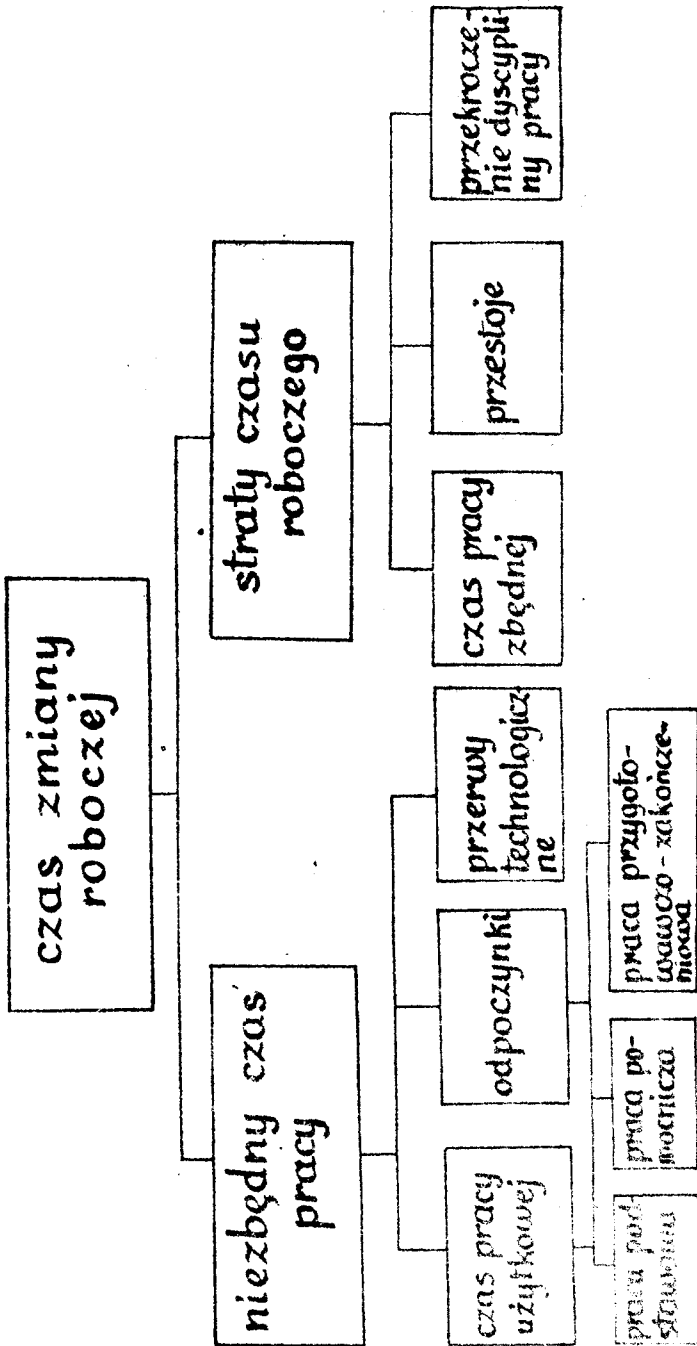 czas zmiany
roboczej
niezbędny czas
pracy
straty czasu
roboczego
czas pracy
użytkowej
odpoczynki
przerwy
technologicz-
ne
czas pracy
zbędnej
przestoje
przekrocze-
nie dyscypli-
ny pracy
praca pod-
stawowa
praca po-
mocnicza
praca przygoto-
wawczo-zakończe-
niowa